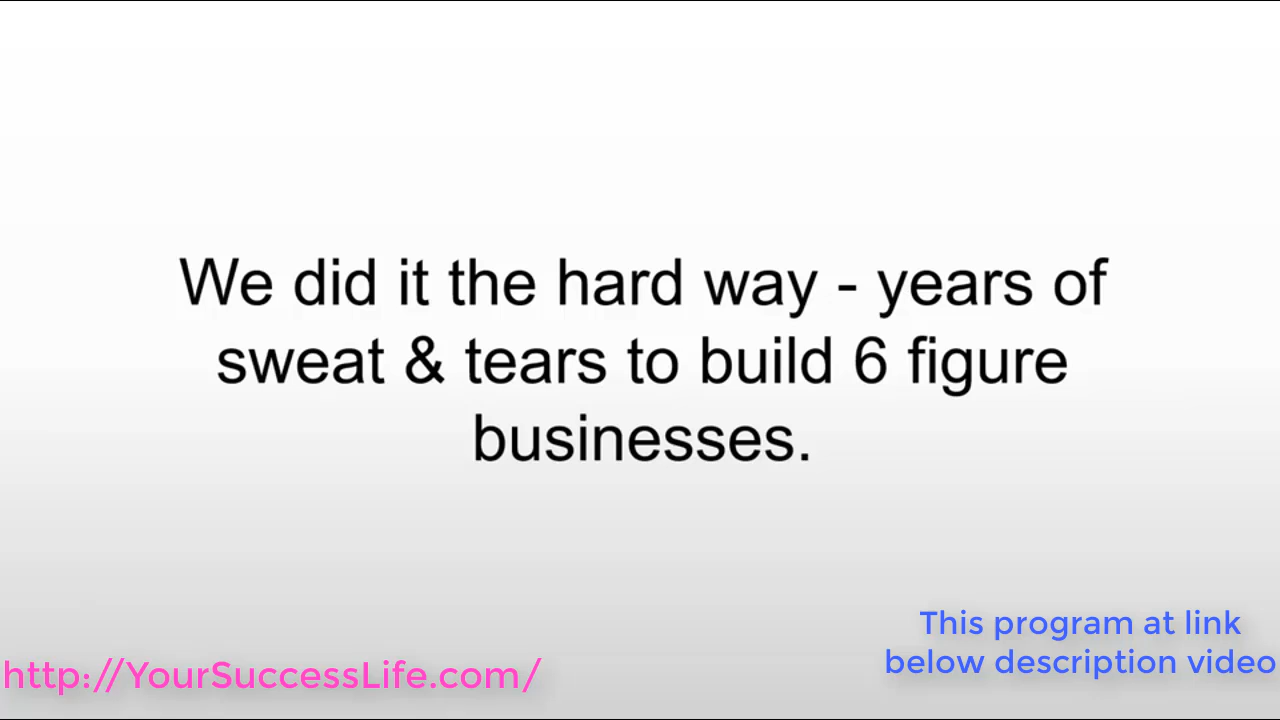 We did it the hard way - years of
sweat & tears to build 6 figure
businesses.
This program at link
below description video
http://YourSuccessLife.com/